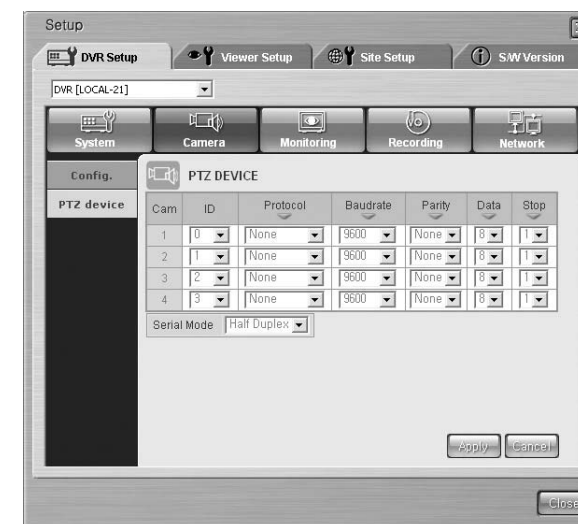 Setup
DVR Setup Viewer Setup Site Setup S/W Version
DVR [LOCAL-21]
System Camera Monitoring Recording Network
Config.
PTZ device
PTZ DEVICE
Cam ID Protocol Baudrate Parity Data Stop
1 0 None 9600 None 8 1
2 1 None 9600 None 8 1
3 2 None 9600 None 8 1
4 3 None 9600 None 8 1
Serial Mode Half Duplex
Apply Cancel
Close